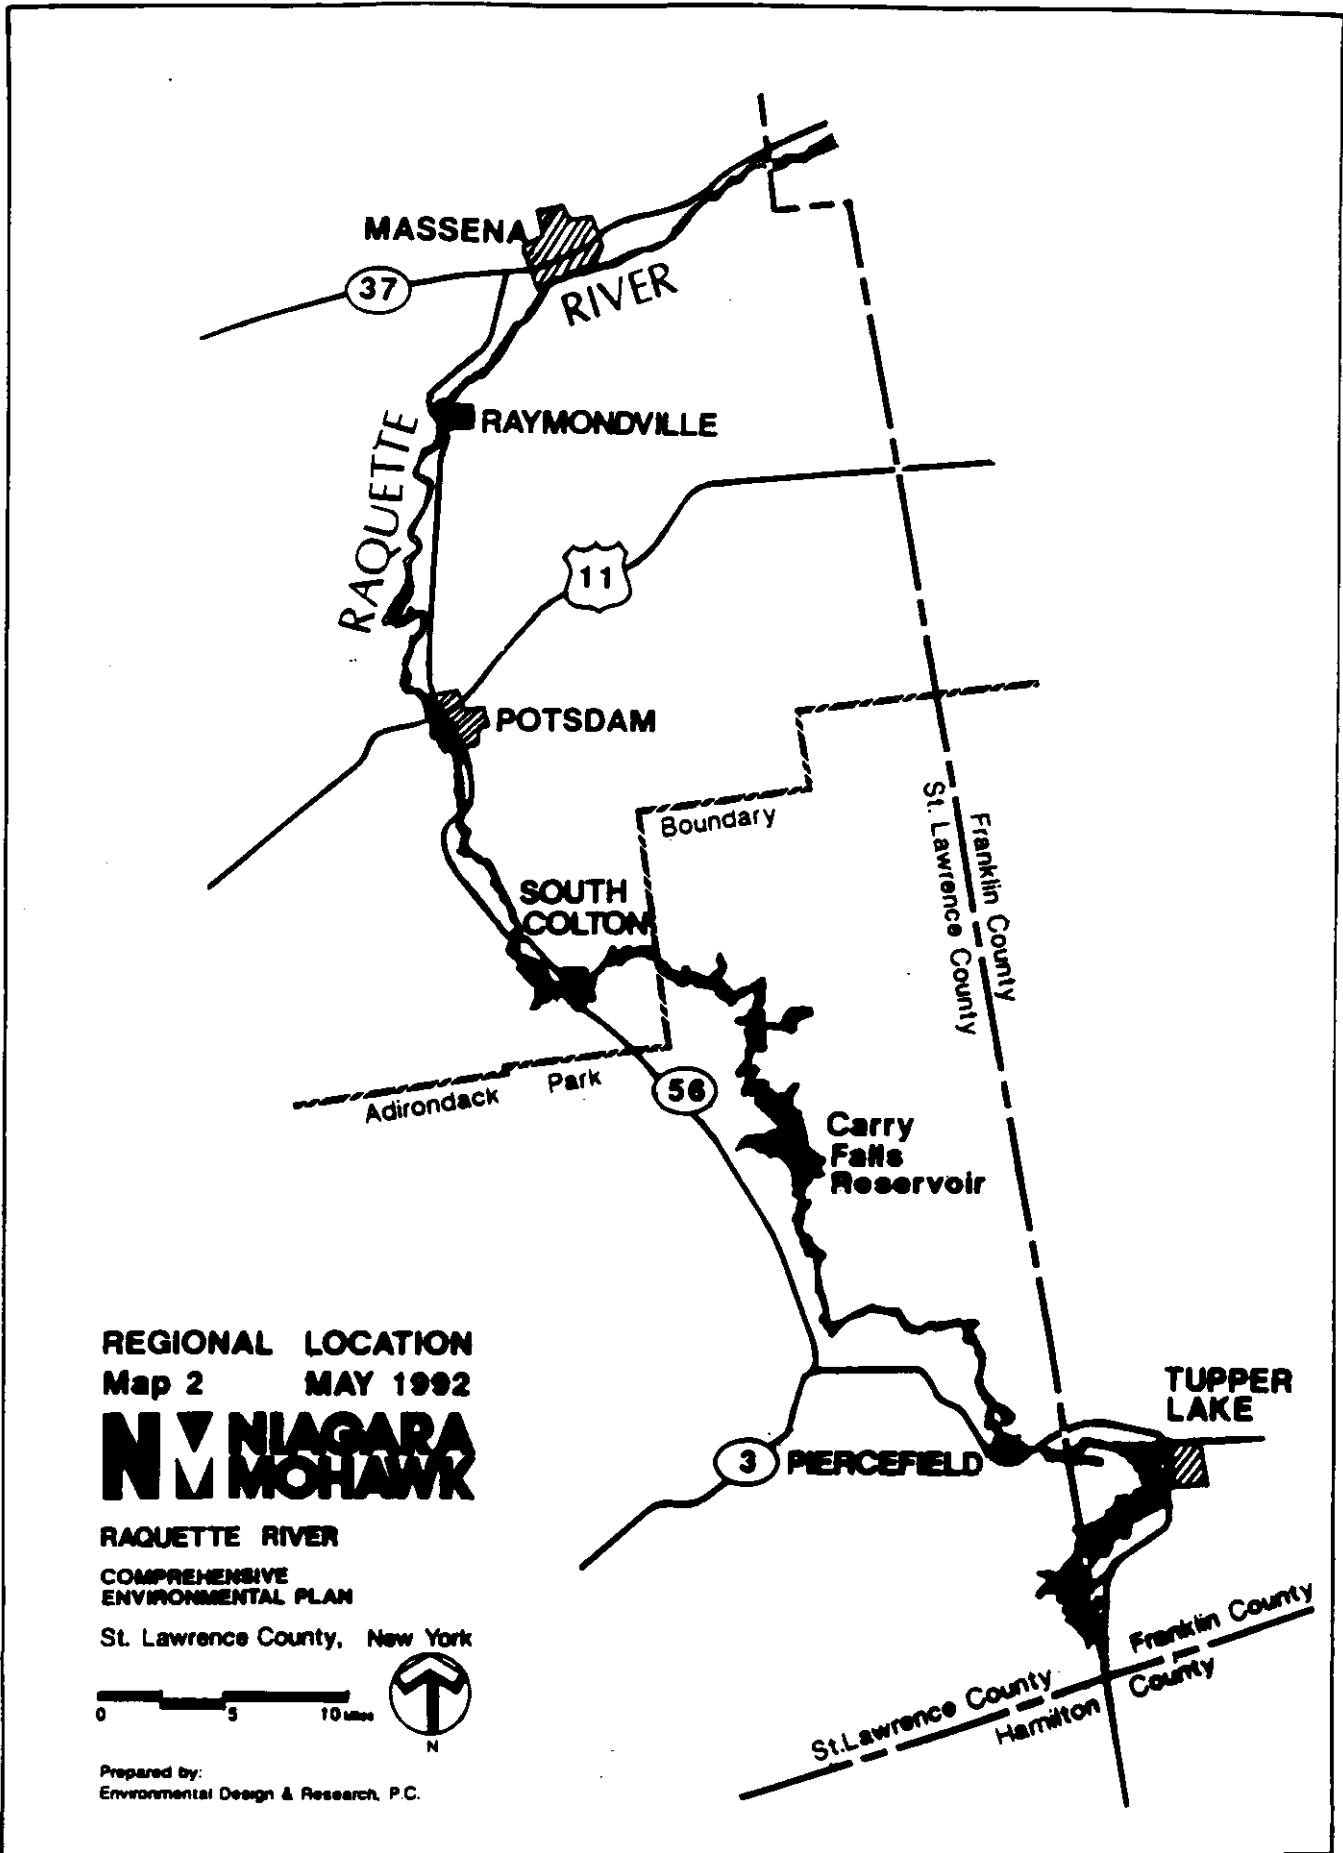 MASSENA
37
RIVER
RAYMONDVILLE
RAQUETTE
11
POTSDAM
Boundary
St. Lawrence County
Franklin County
SOUTH
COLTON
Adirondack Park
56
Carry
Falls
Reservoir
TUPPER
LAKE
3
PIERCEFIELD
St.Lawrence County
Franklin County
Hamilton County
REGIONAL LOCATION
Map 2 MAY 1992
NM NIAGARA
MOHAWK
RAQUETTE RIVER
COMPREHENSIVE
ENVIRONMENTAL PLAN
St. Lawrence County, New York
0 5 10 Miles
N
Prepared by:
Environmental Design & Research, P.C.